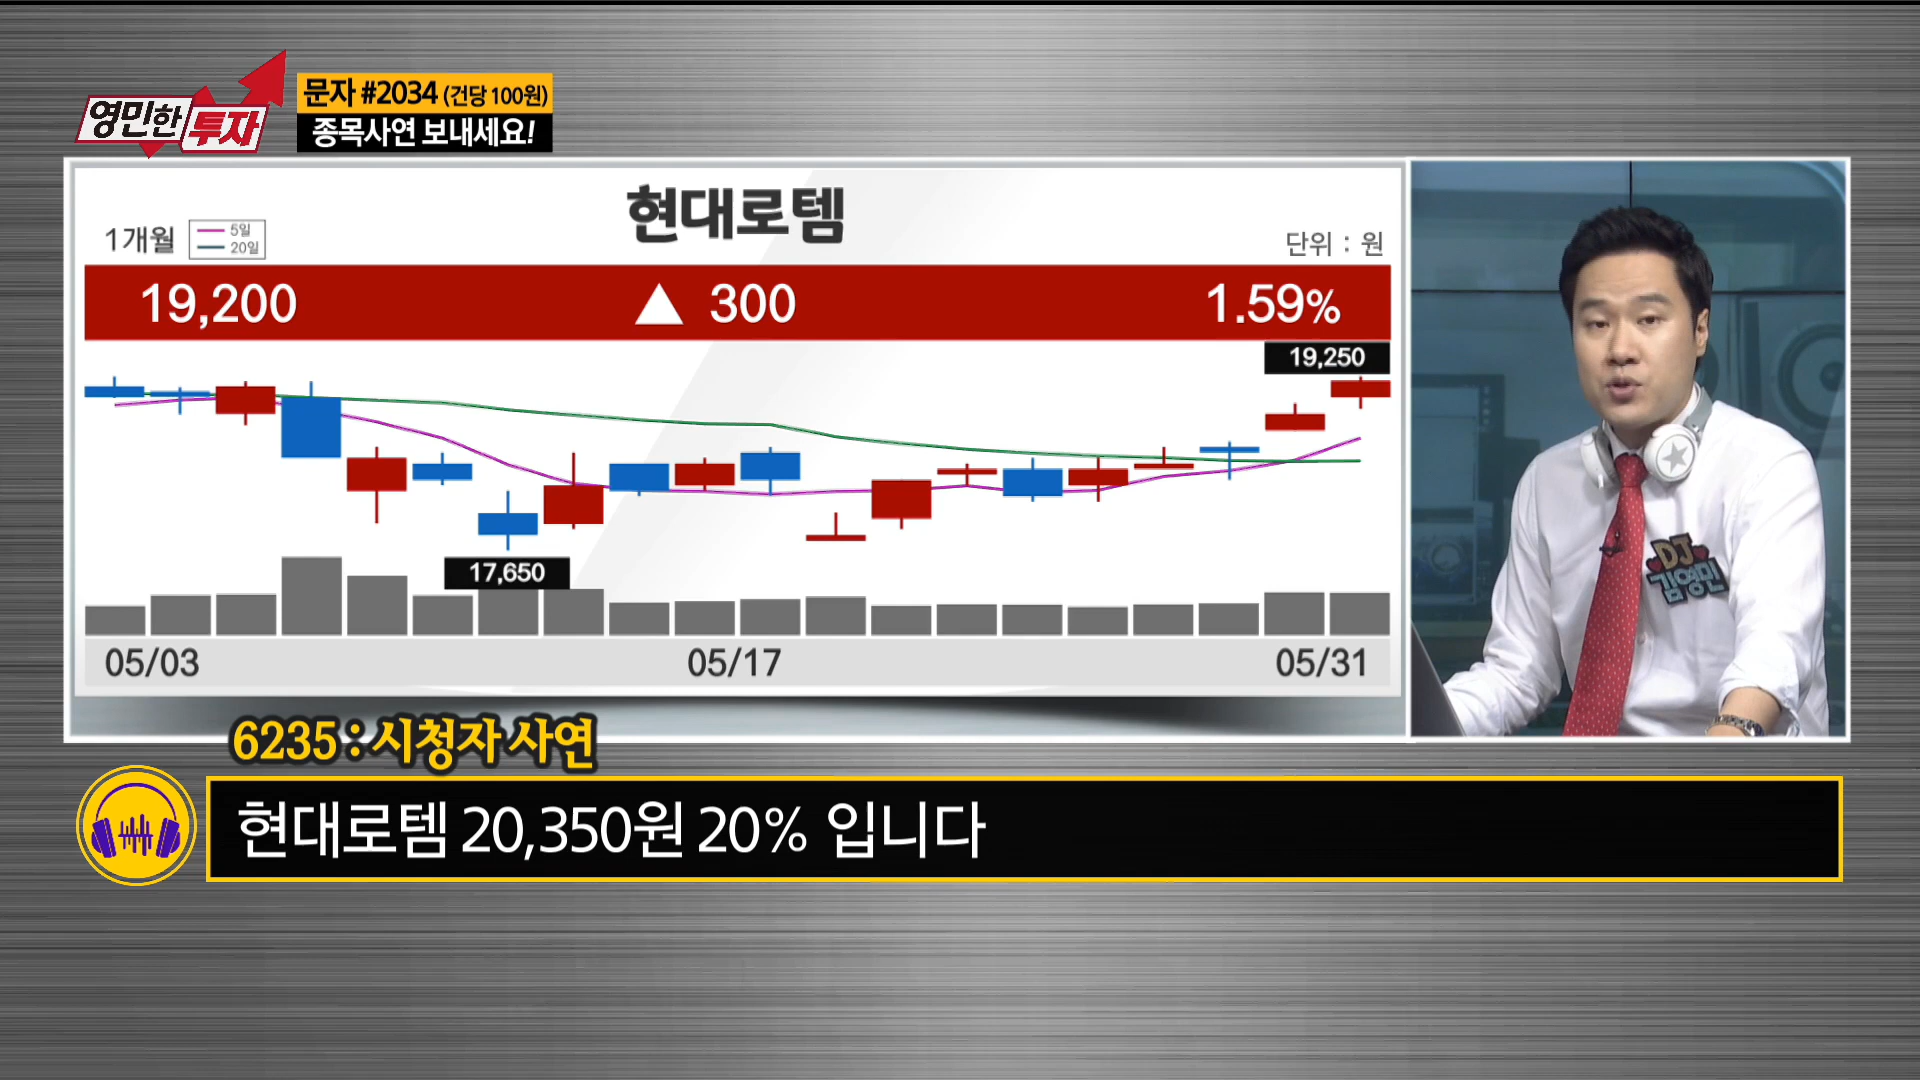 영민한 투자
문자 #2034 (건당 100원)
종목사연 보내세요!
현대로템
1개월
5일
20일
단위 : 원
19,200 ▲ 300 1.59%
19,250
17,650
05/03 05/17 05/31
DJ
김영민
6235 : 시청자 사연
현대로템 20,350원 20% 입니다